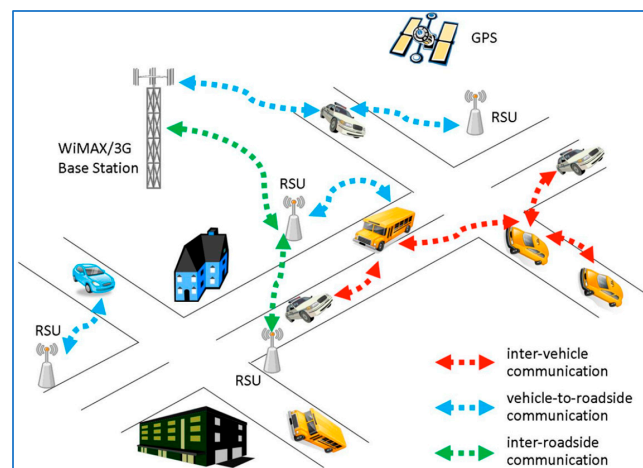 GPS
RSU
WiMAX/3G
Base Station
RSU
RSU
RSU
inter-vehicle
communication
vehicle-to-roadside
communication
inter-roadside
communication